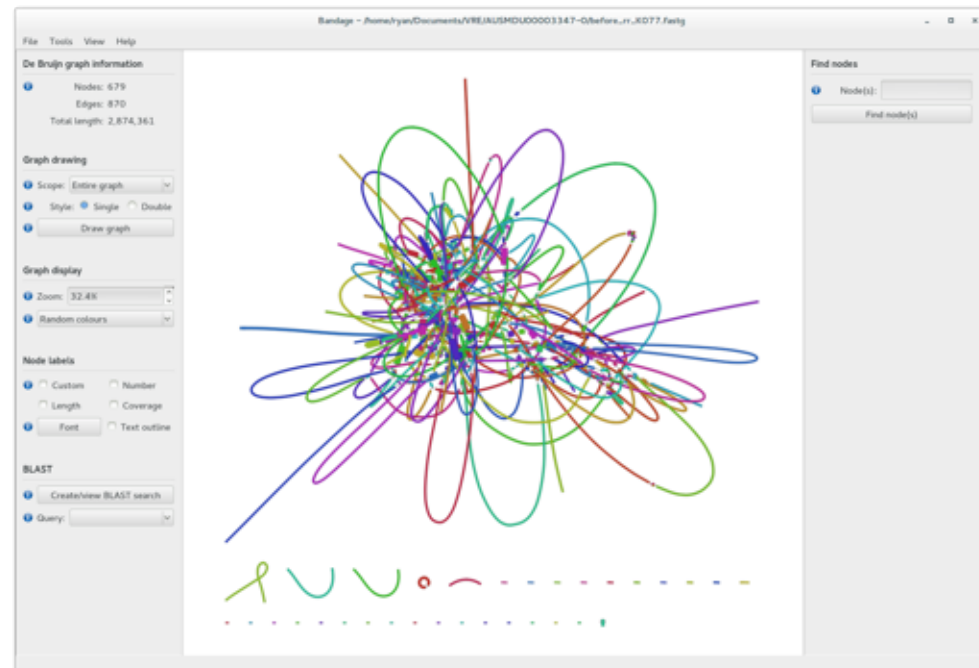 Bandage - /home/ryan/Documents/VRE/AUSMDU00003347-0/before_rr_K077.fastg
File Tools View Help
De Bruijn graph information
Nodes: 679
Edges: 870
Total length: 2,874,361
Graph drawing
Scope: Entire graph
Style: Single Double
Draw graph
Graph display
Zoom: 32.4%
Random colours
Node labels
Custom Number
Length Coverage
Font Text outline
BLAST
Create/view BLAST search
Query:
Find nodes
Node(s):
Find node(s)